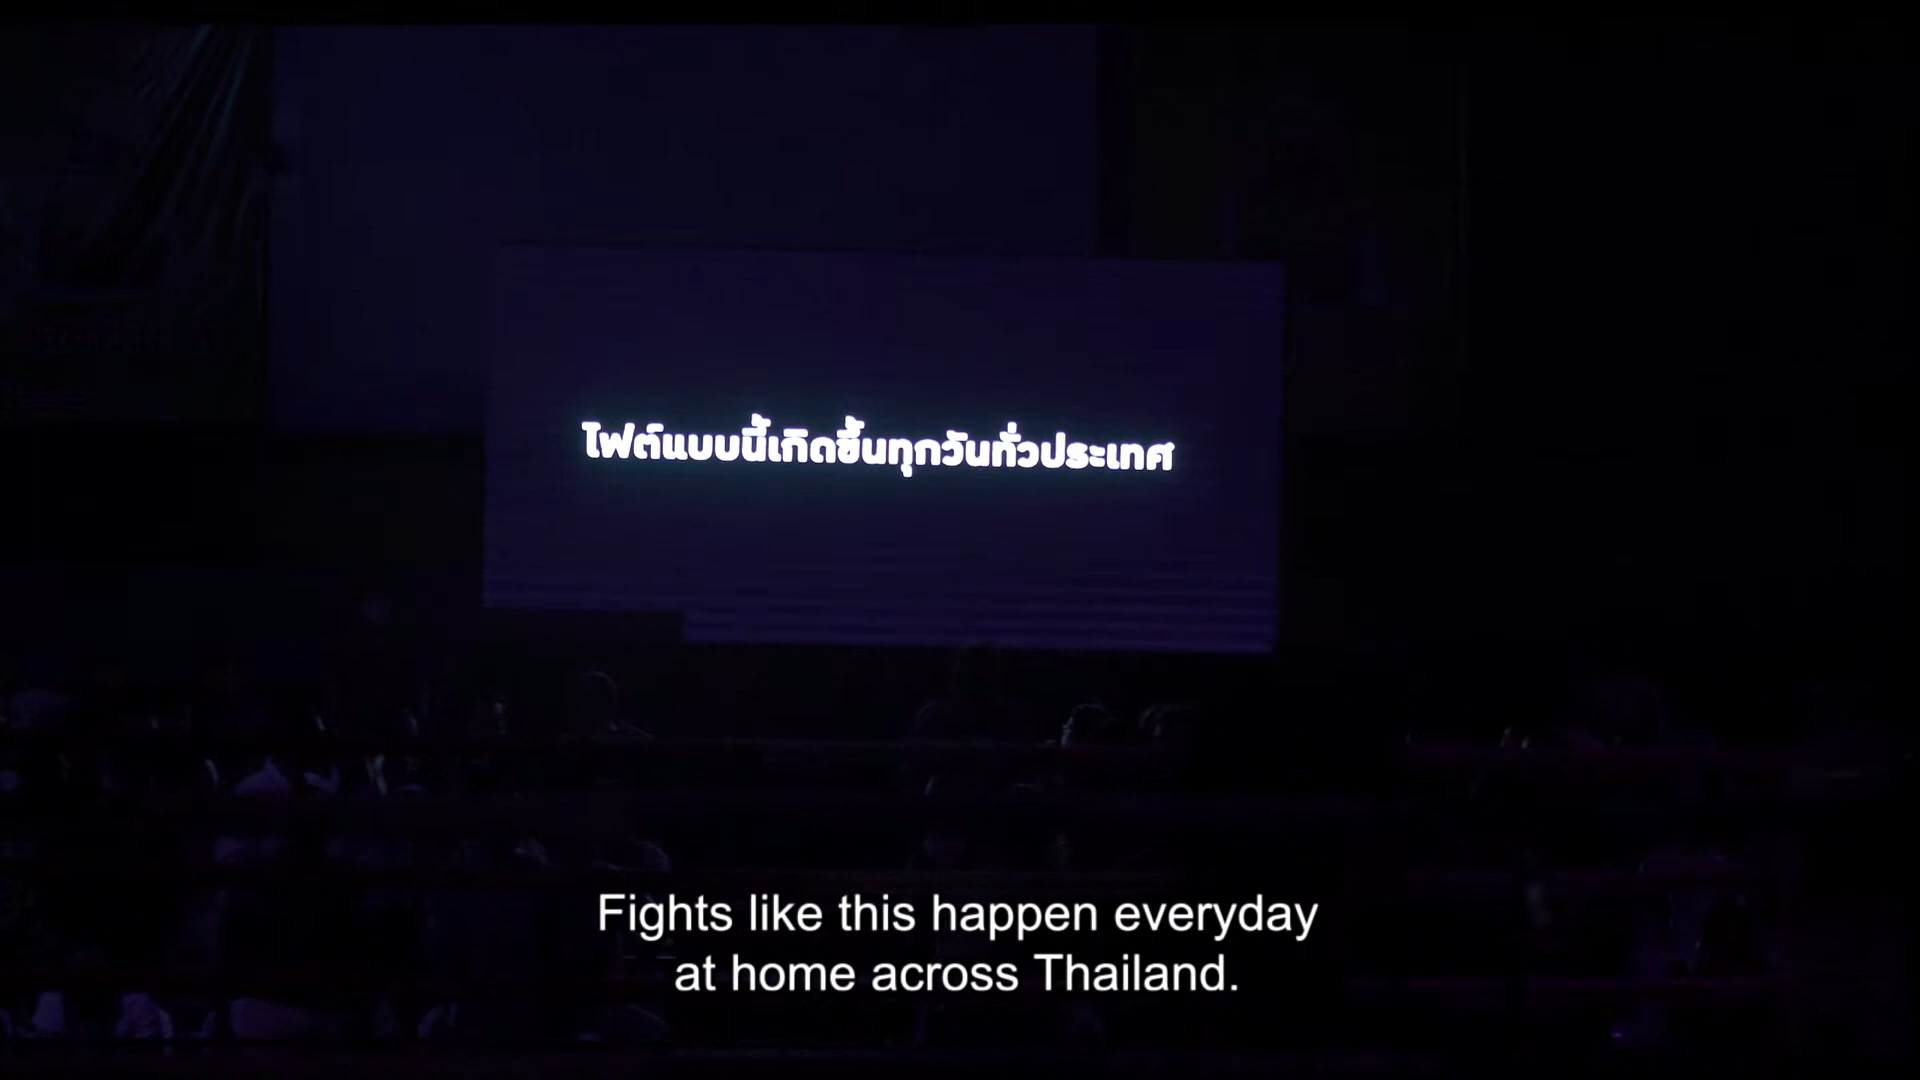 ไฟต์แบบนี้เกิดขึ้นทุกวันทั่วประเทศ
Fights like this happen everyday
at home across Thailand.